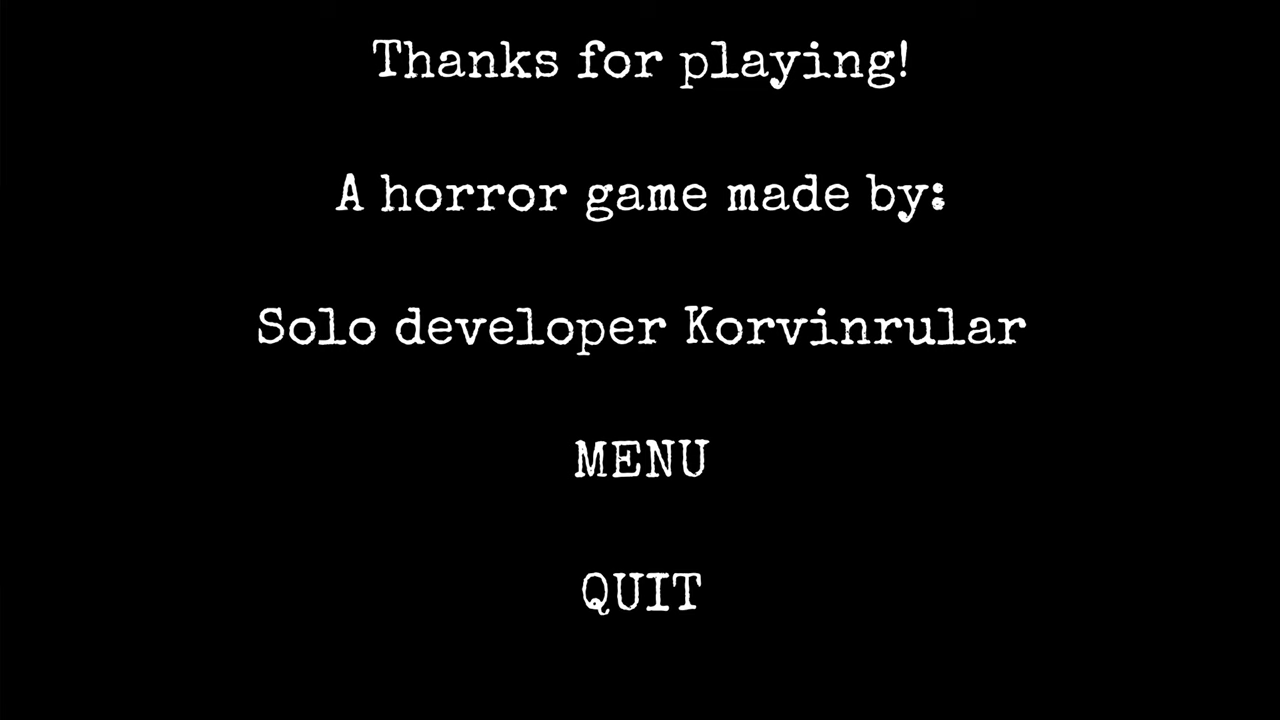 Thanks for playing!
A horror game made by:
Solo developer Korvinrular
MENU
QUIT